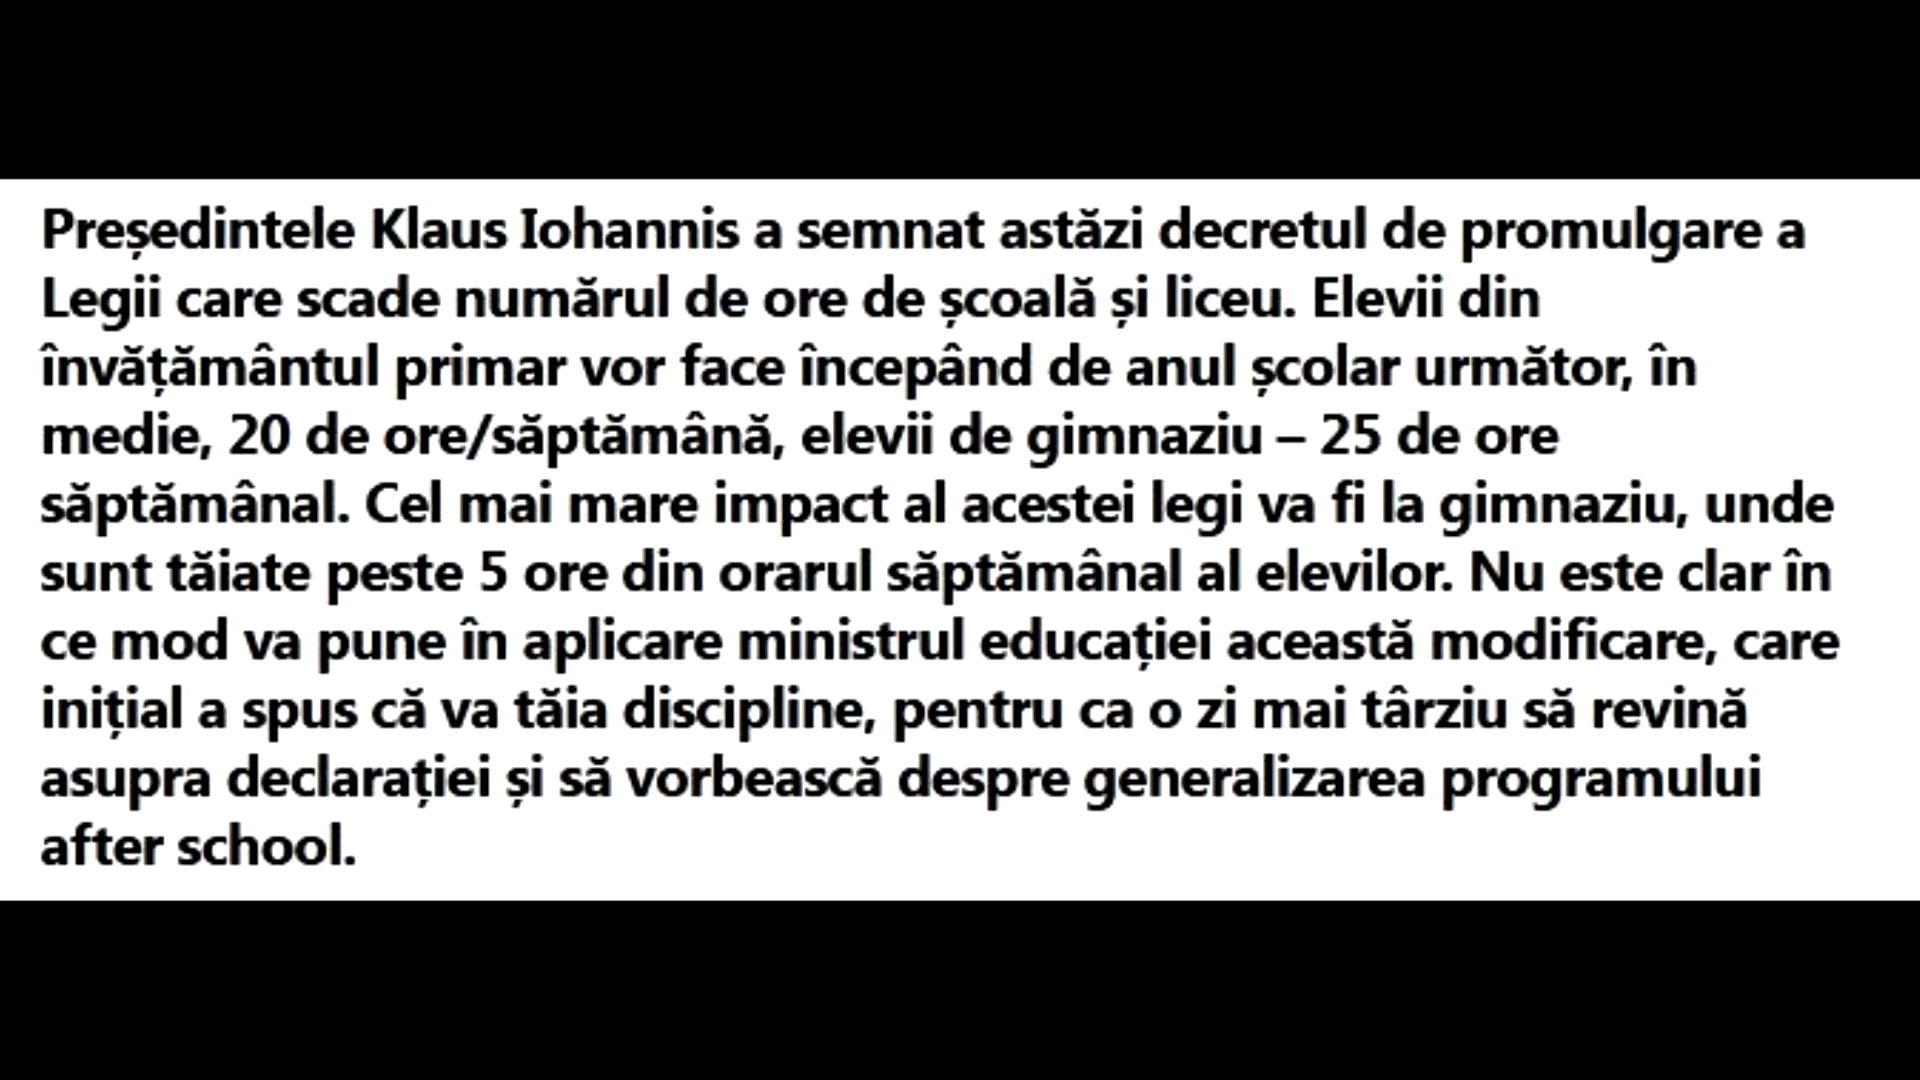 Președintele Klaus Iohannis a semnat astăzi decretul de promulgare a
Legii care scade numărul de ore de școală și liceu. Elevii din
învățământul primar vor face începând de anul școlar următor, în
medie, 20 de ore/săptămână, elevii de gimnaziu – 25 de ore
săptămânal. Cel mai mare impact al acestei legi va fi la gimnaziu, unde
sunt tăiate peste 5 ore din orarul săptămânal al elevilor. Nu este clar în
ce mod va pune în aplicare ministrul educației această modificare, care
inițial a spus că va tăia discipline, pentru ca o zi mai târziu să revină
asupra declarației și să vorbească despre generalizarea programului
after school.